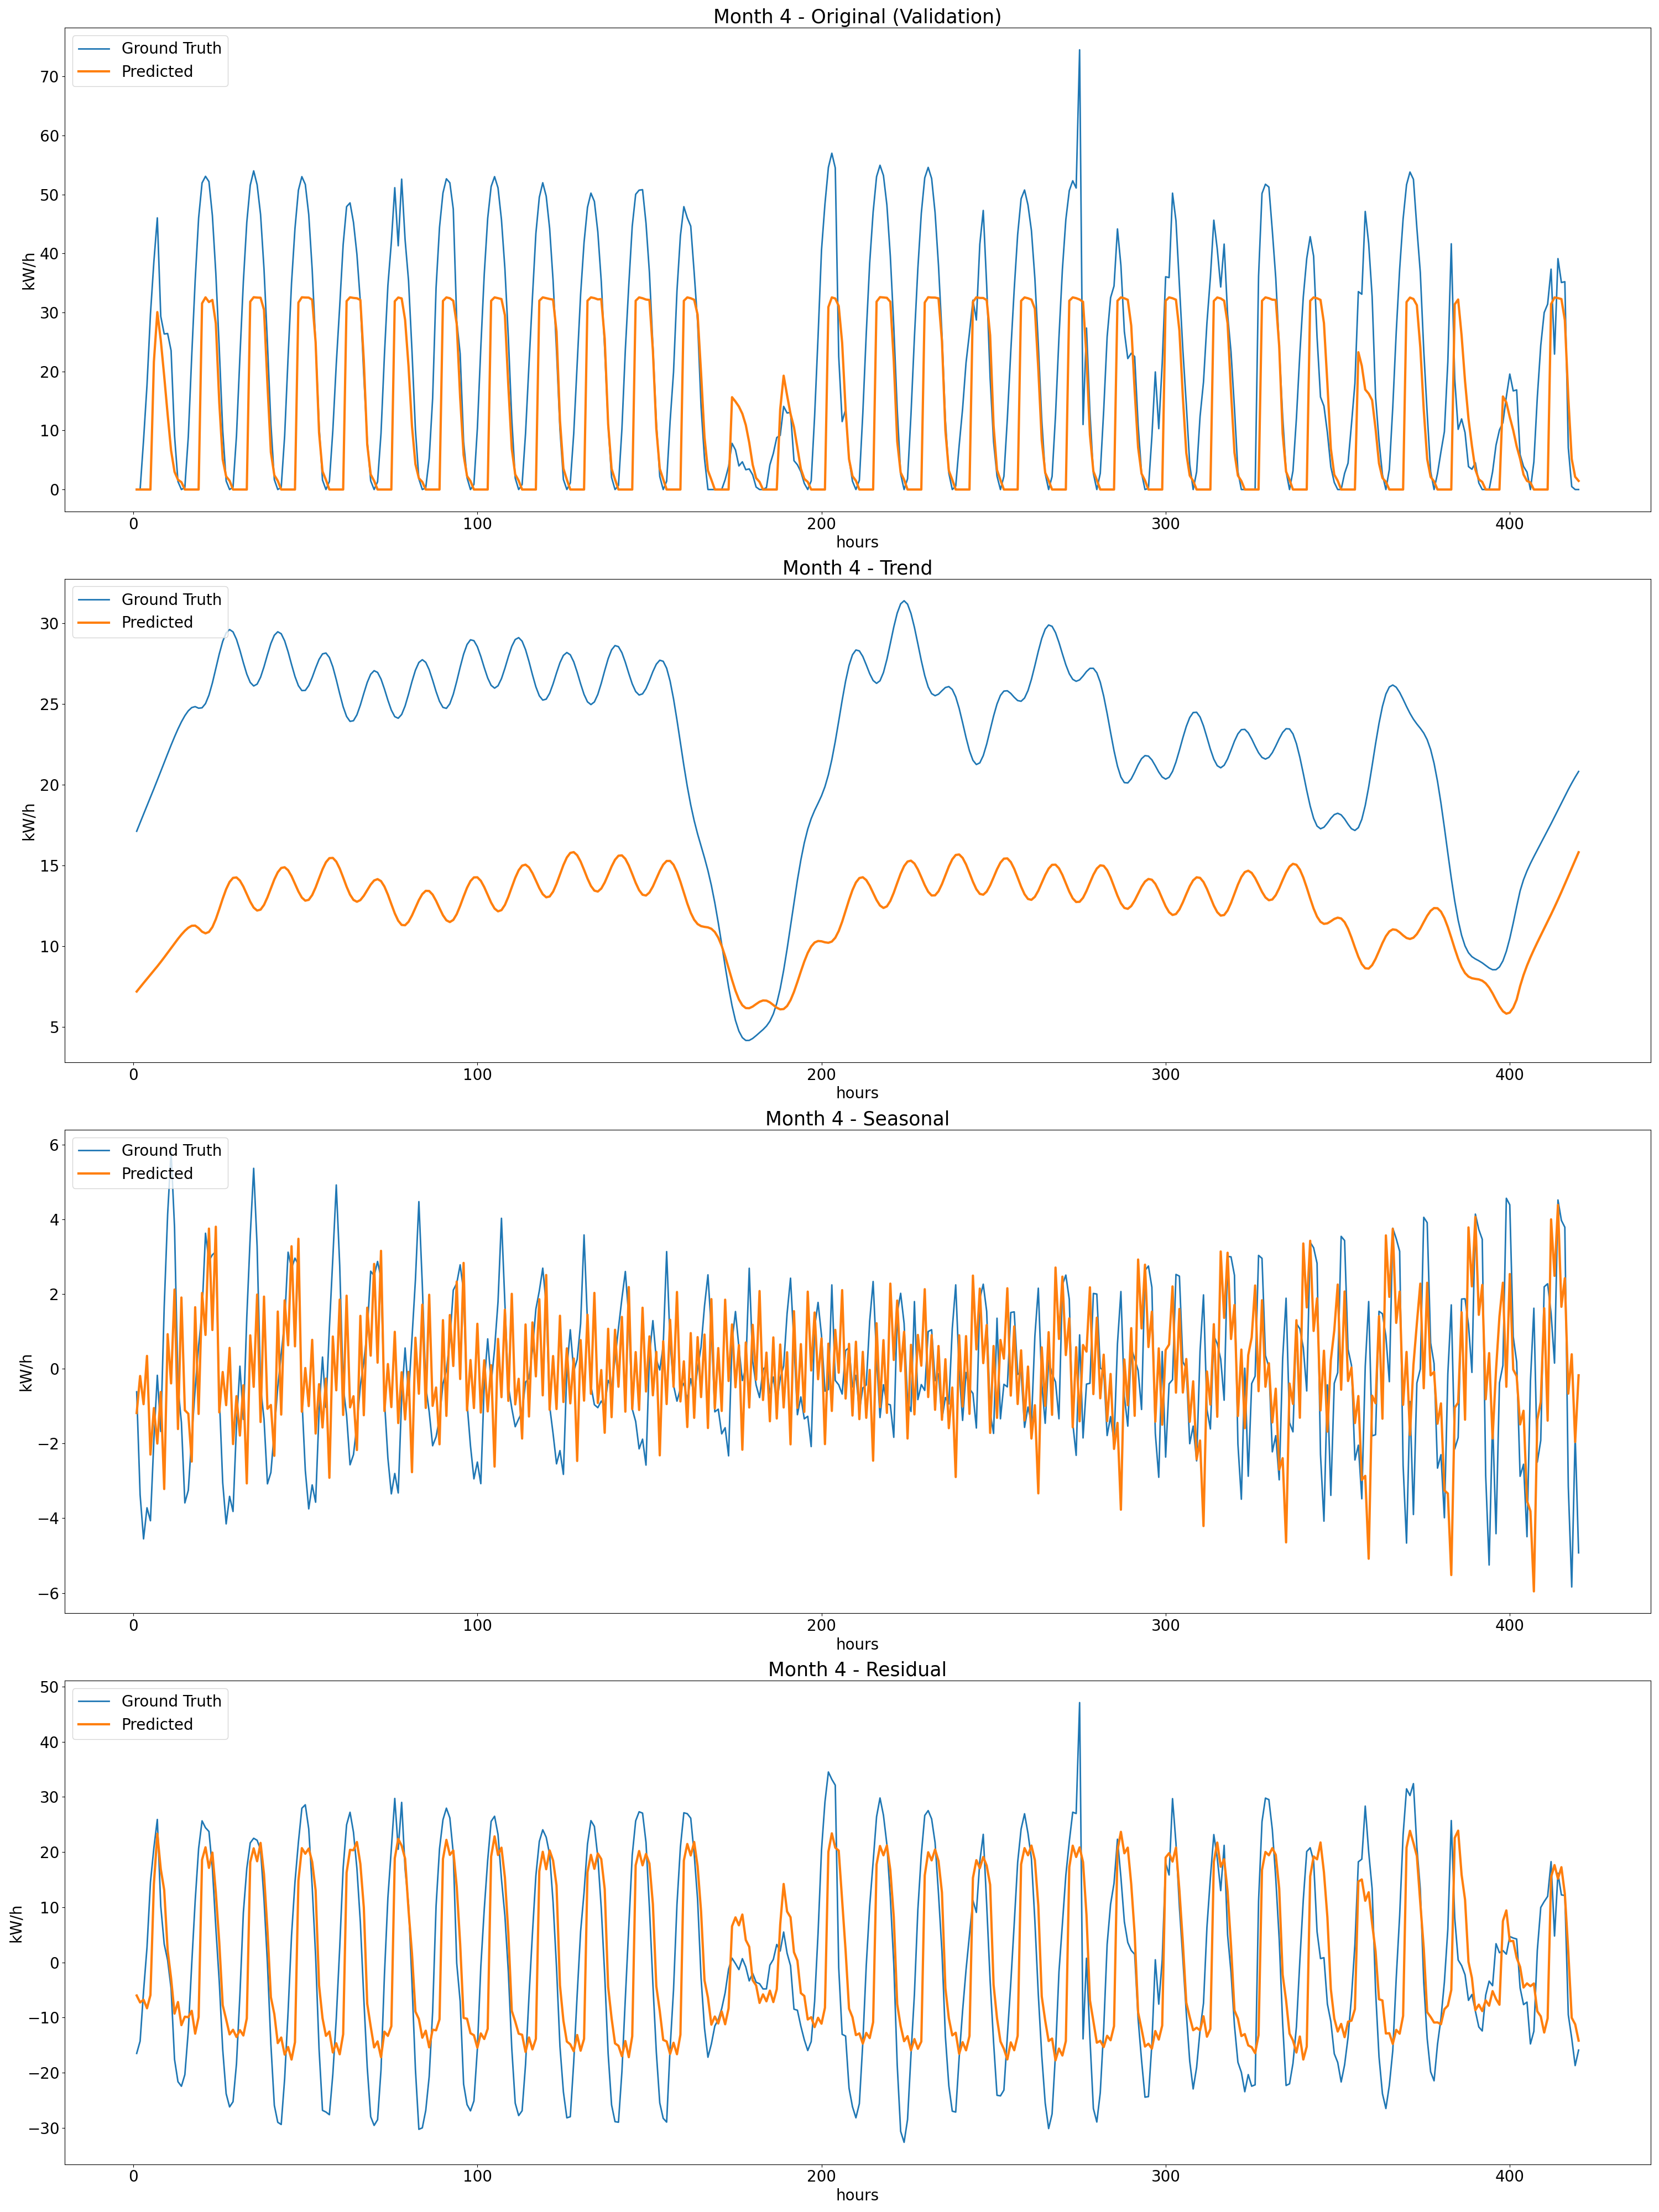 Month 4 - Original (Validation)
Ground Truth
Predicted
70
60
50
40
30
20
10
0
kW/h
0 100 200 300 400
hours
Month 4 - Trend
Ground Truth
Predicted
30
25
20
15
10
5
kW/h
0 100 200 300 400
hours
Month 4 - Seasonal
Ground Truth
Predicted
6
4
2
0
−2
−4
−6
kW/h
0 100 200 300 400
hours
Month 4 - Residual
Ground Truth
Predicted
50
40
30
20
10
0
−10
−20
−30
kW/h
0 100 200 300 400
hours